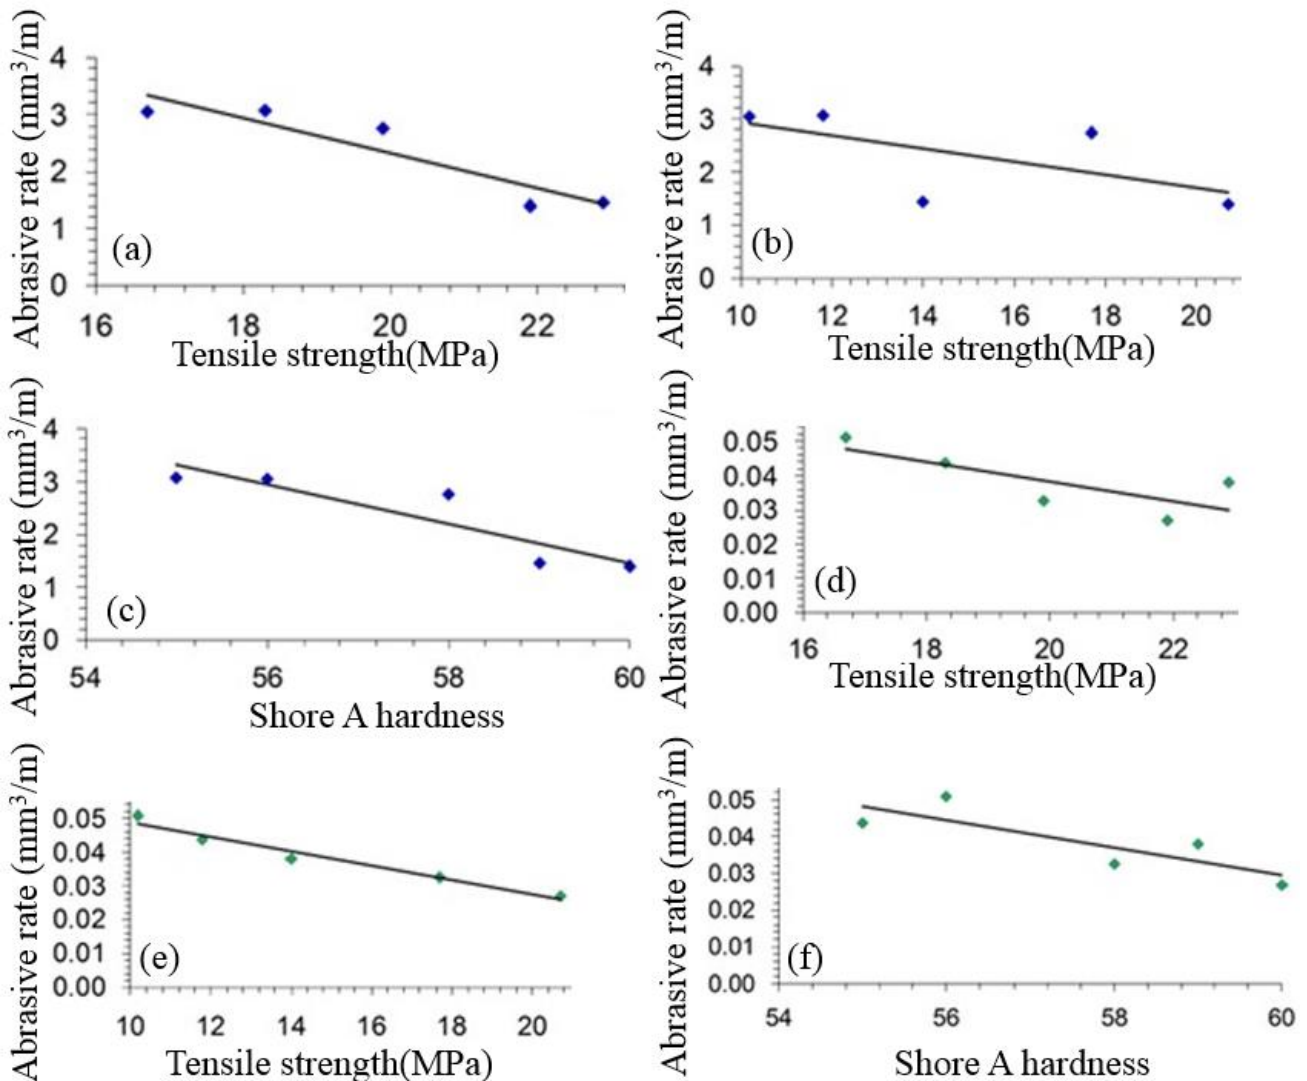 Abrasive rate (mm³/m)
4
3
2
1
0
(a)
16 18 20 22
Tensile strength(MPa)
Abrasive rate (mm³/m)
4
3
2
1
0
(b)
10 12 14 16 18 20
Tensile strength(MPa)
Abrasive rate (mm³/m)
4
3
2
1
0
(c)
54 56 58 60
Shore A hardness
Abrasive rate (mm³/m)
0.05
0.04
0.03
0.02
0.01
0.00
(d)
16 18 20 22
Tensile strength(MPa)
Abrasive rate (mm³/m)
0.05
0.04
0.03
0.02
0.01
0.00
(e)
10 12 14 16 18 20
Tensile strength(MPa)
Abrasive rate (mm³/m)
0.05
0.04
0.03
0.02
0.01
0.00
(f)
54 56 58 60
Shore A hardness